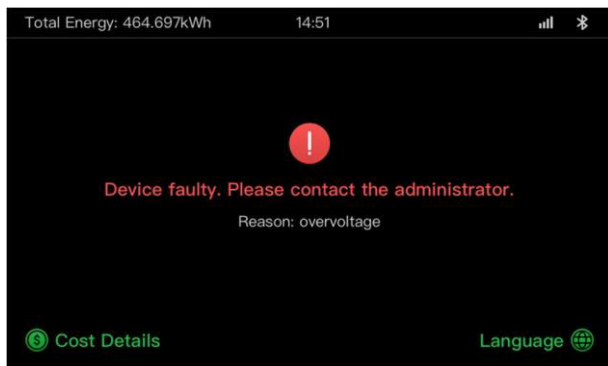 Total Energy: 464.697kWh 14:51
Device faulty. Please contact the administrator.
Reason: overvoltage
Cost Details Language